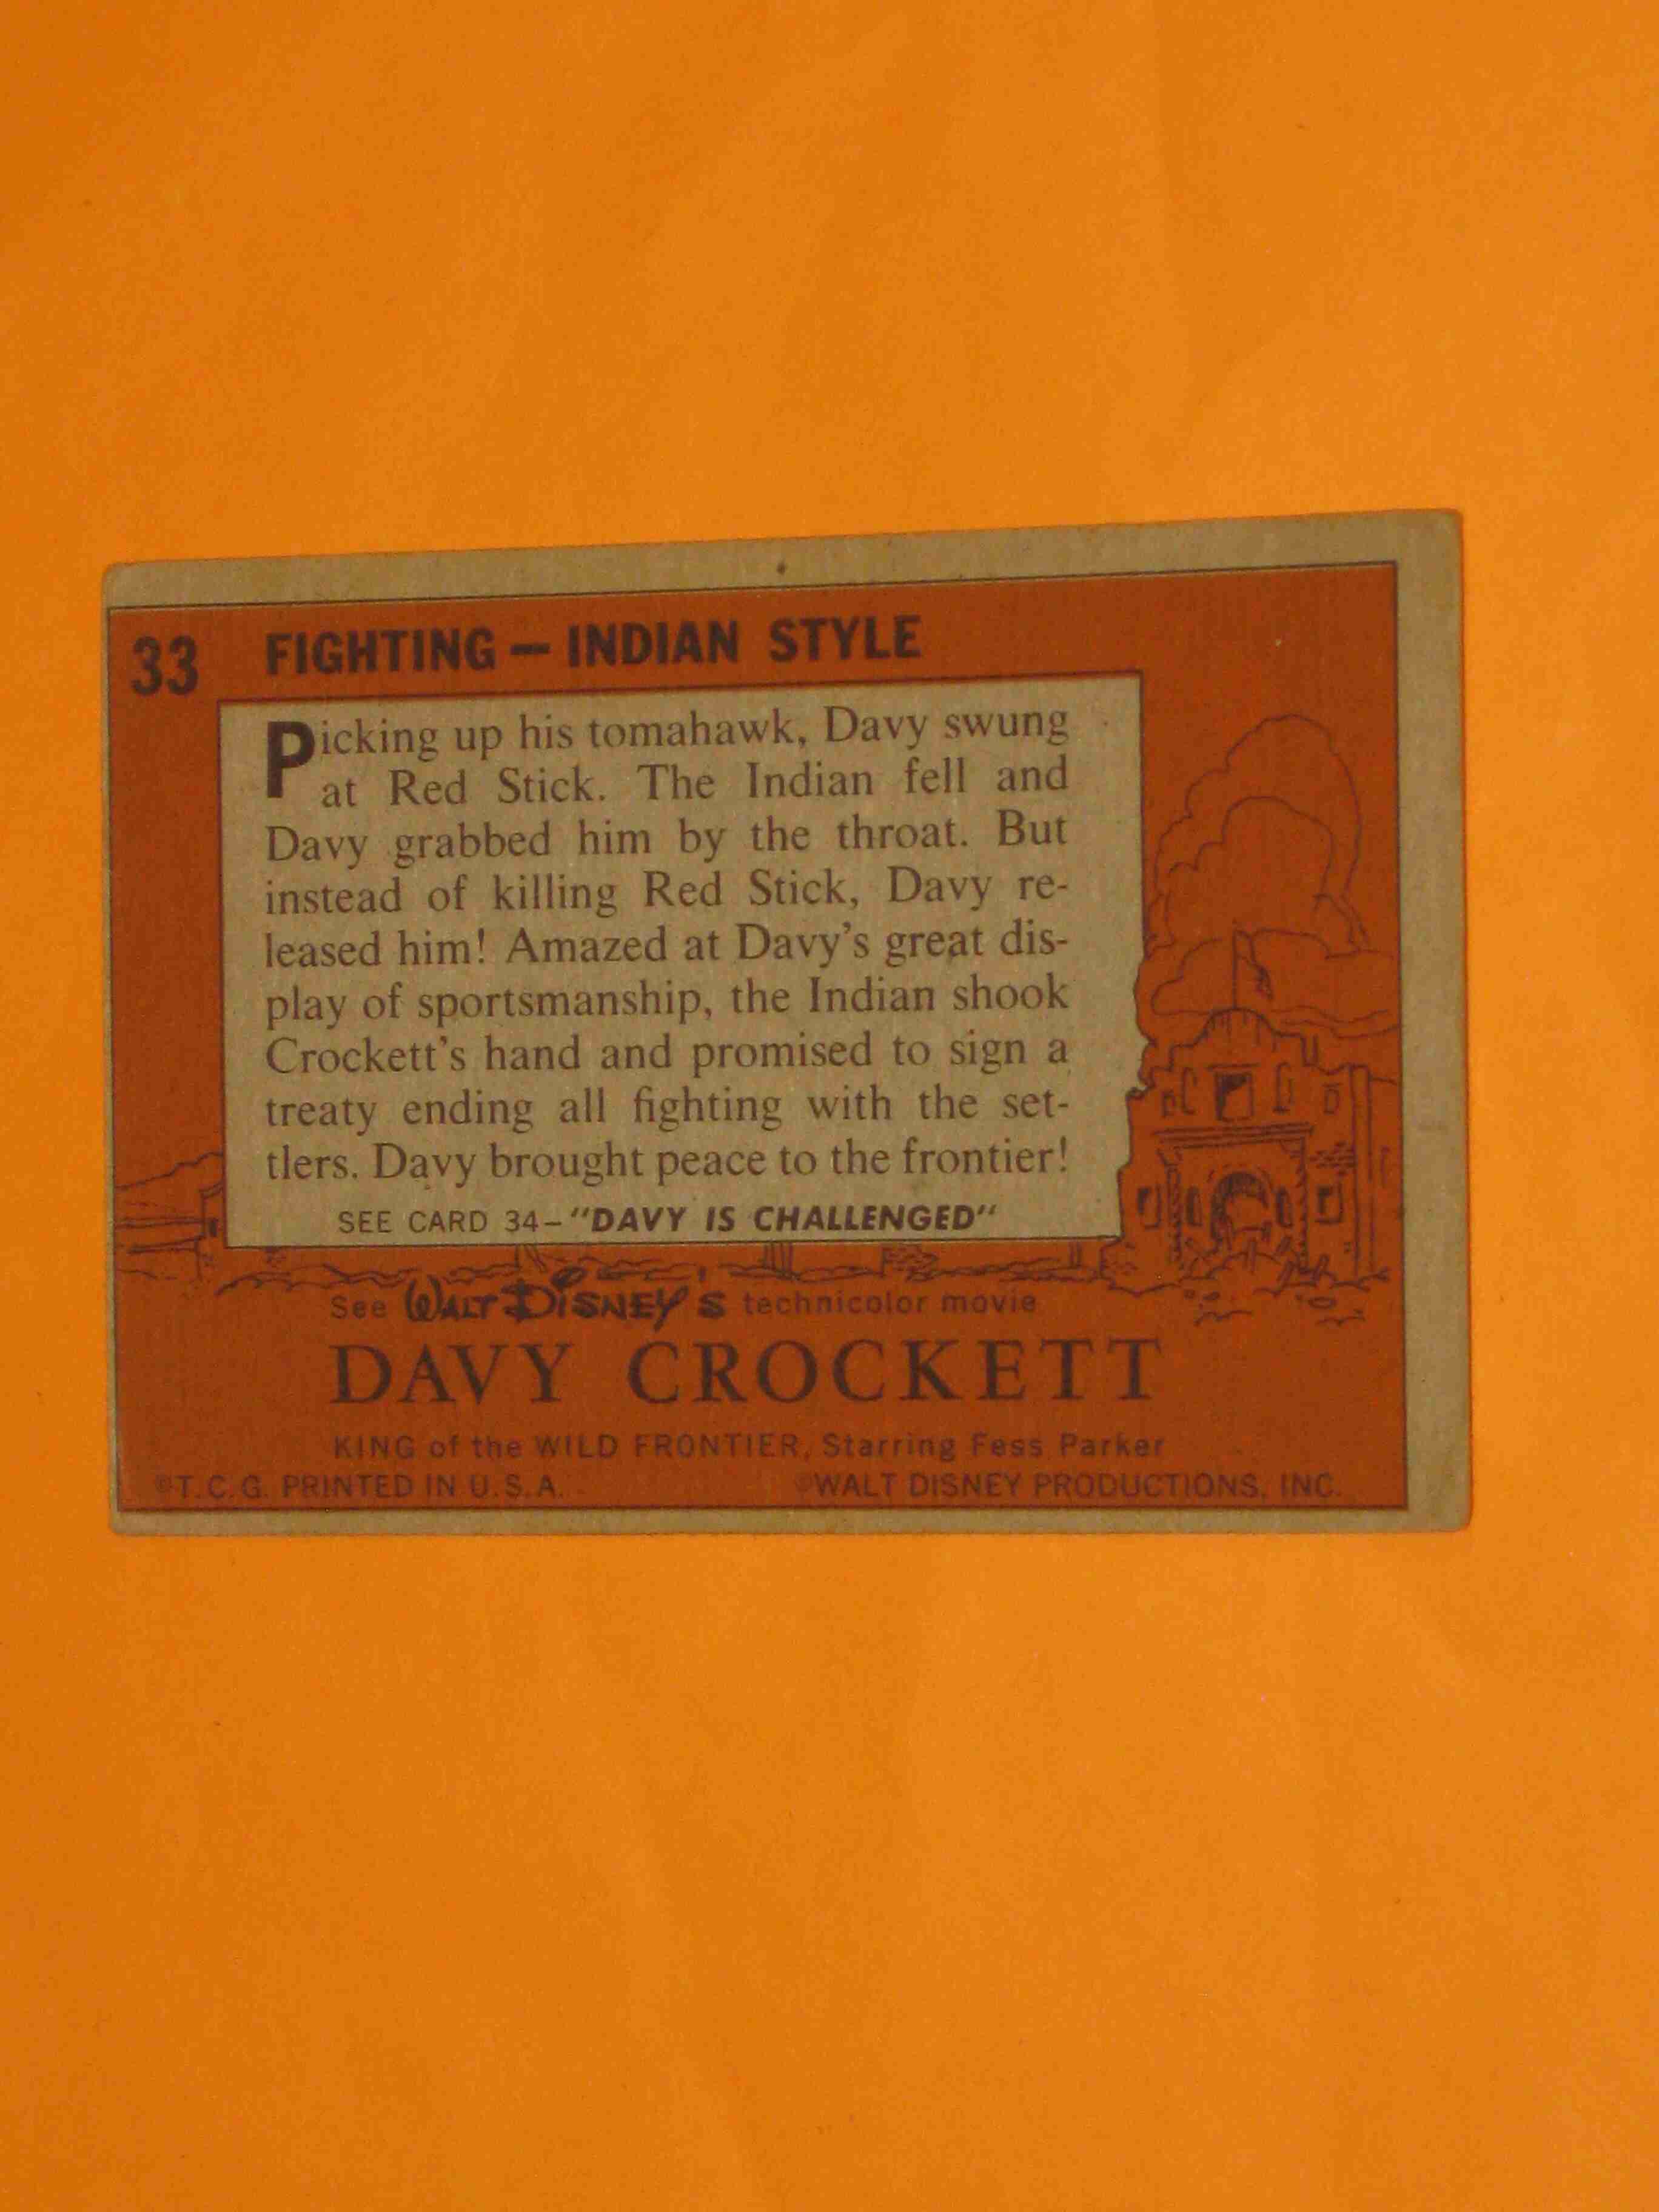 33 FIGHTING — INDIAN STYLE
Picking up his tomahawk, Davy swung
at Red Stick. The Indian fell and
Davy grabbed him by the throat. But
instead of killing Red Stick, Davy re-
leased him! Amazed at Davy's great dis-
play of sportsmanship, the Indian shook
Crockett's hand and promised to sign a
treaty ending all fighting with the set-
tlers. Davy brought peace to the frontier!
SEE CARD 34—"DAVY IS CHALLENGED"
See WALT DISNEY'S technicolor movie
DAVY CROCKETT
KING of the WILD FRONTIER, Starring Fess Parker
©T.C.G. PRINTED IN U.S.A. ©WALT DISNEY PRODUCTIONS, INC.